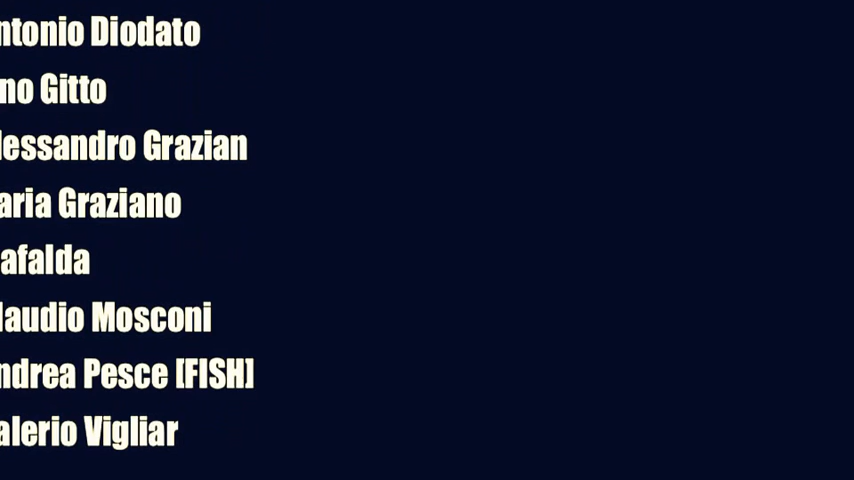 ntonio Diodato
no Gitto
lessandro Grazian
aria Graziano
afalda
laudio Mosconi
ndrea Pesce [FISH]
alerio Vigliar